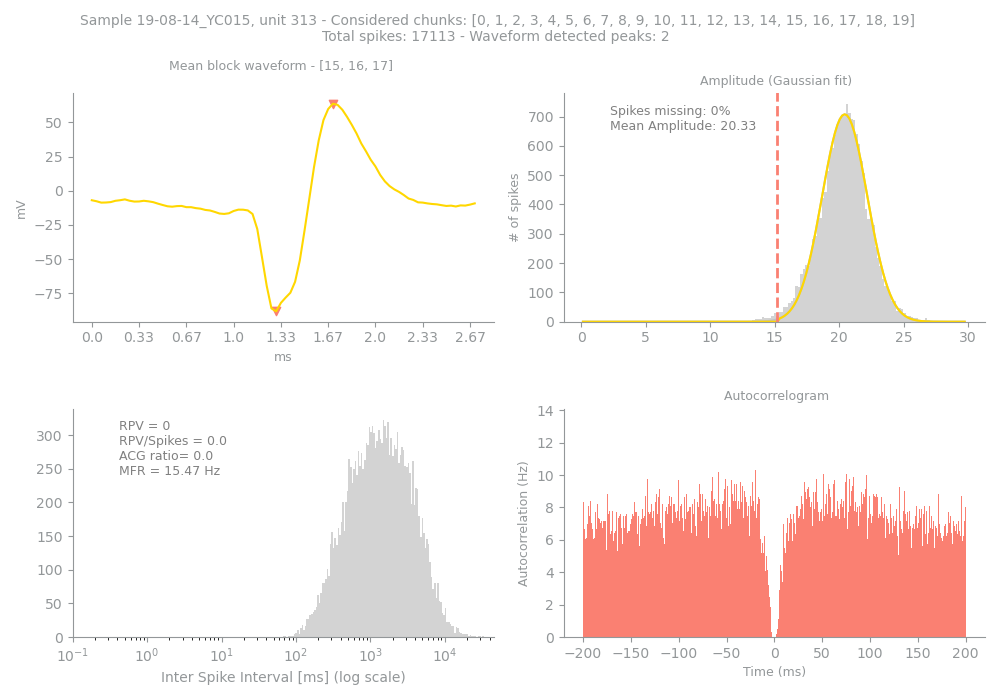 Sample 19-08-14_YC015, unit 313 - Considered chunks: [0, 1, 2, 3, 4, 5, 6, 7, 8, 9, 10, 11, 12, 13, 14, 15, 16, 17, 18, 19]
Total spikes: 17113 - Waveform detected peaks: 2
Mean block waveform - [15, 16, 17]
50
25
0
−25
−50
−75
mV
0.0 0.33 0.67 1.0 1.33 1.67 2.0 2.33 2.67
ms
Amplitude (Gaussian fit)
Spikes missing: 0%
Mean Amplitude: 20.33
700
600
500
400
300
200
100
0
# of spikes
0 5 10 15 20 25 30
RPV = 0
RPV/Spikes = 0.0
ACG ratio= 0.0
MFR = 15.47 Hz
300
250
200
150
100
50
0
10⁻¹ 10⁰ 10¹ 10² 10³ 10⁴
Inter Spike Interval [ms] (log scale)
Autocorrelogram
14
12
10
8
6
4
2
0
Autocorrelation (Hz)
−200 −150 −100 −50 0 50 100 150 200
Time (ms)